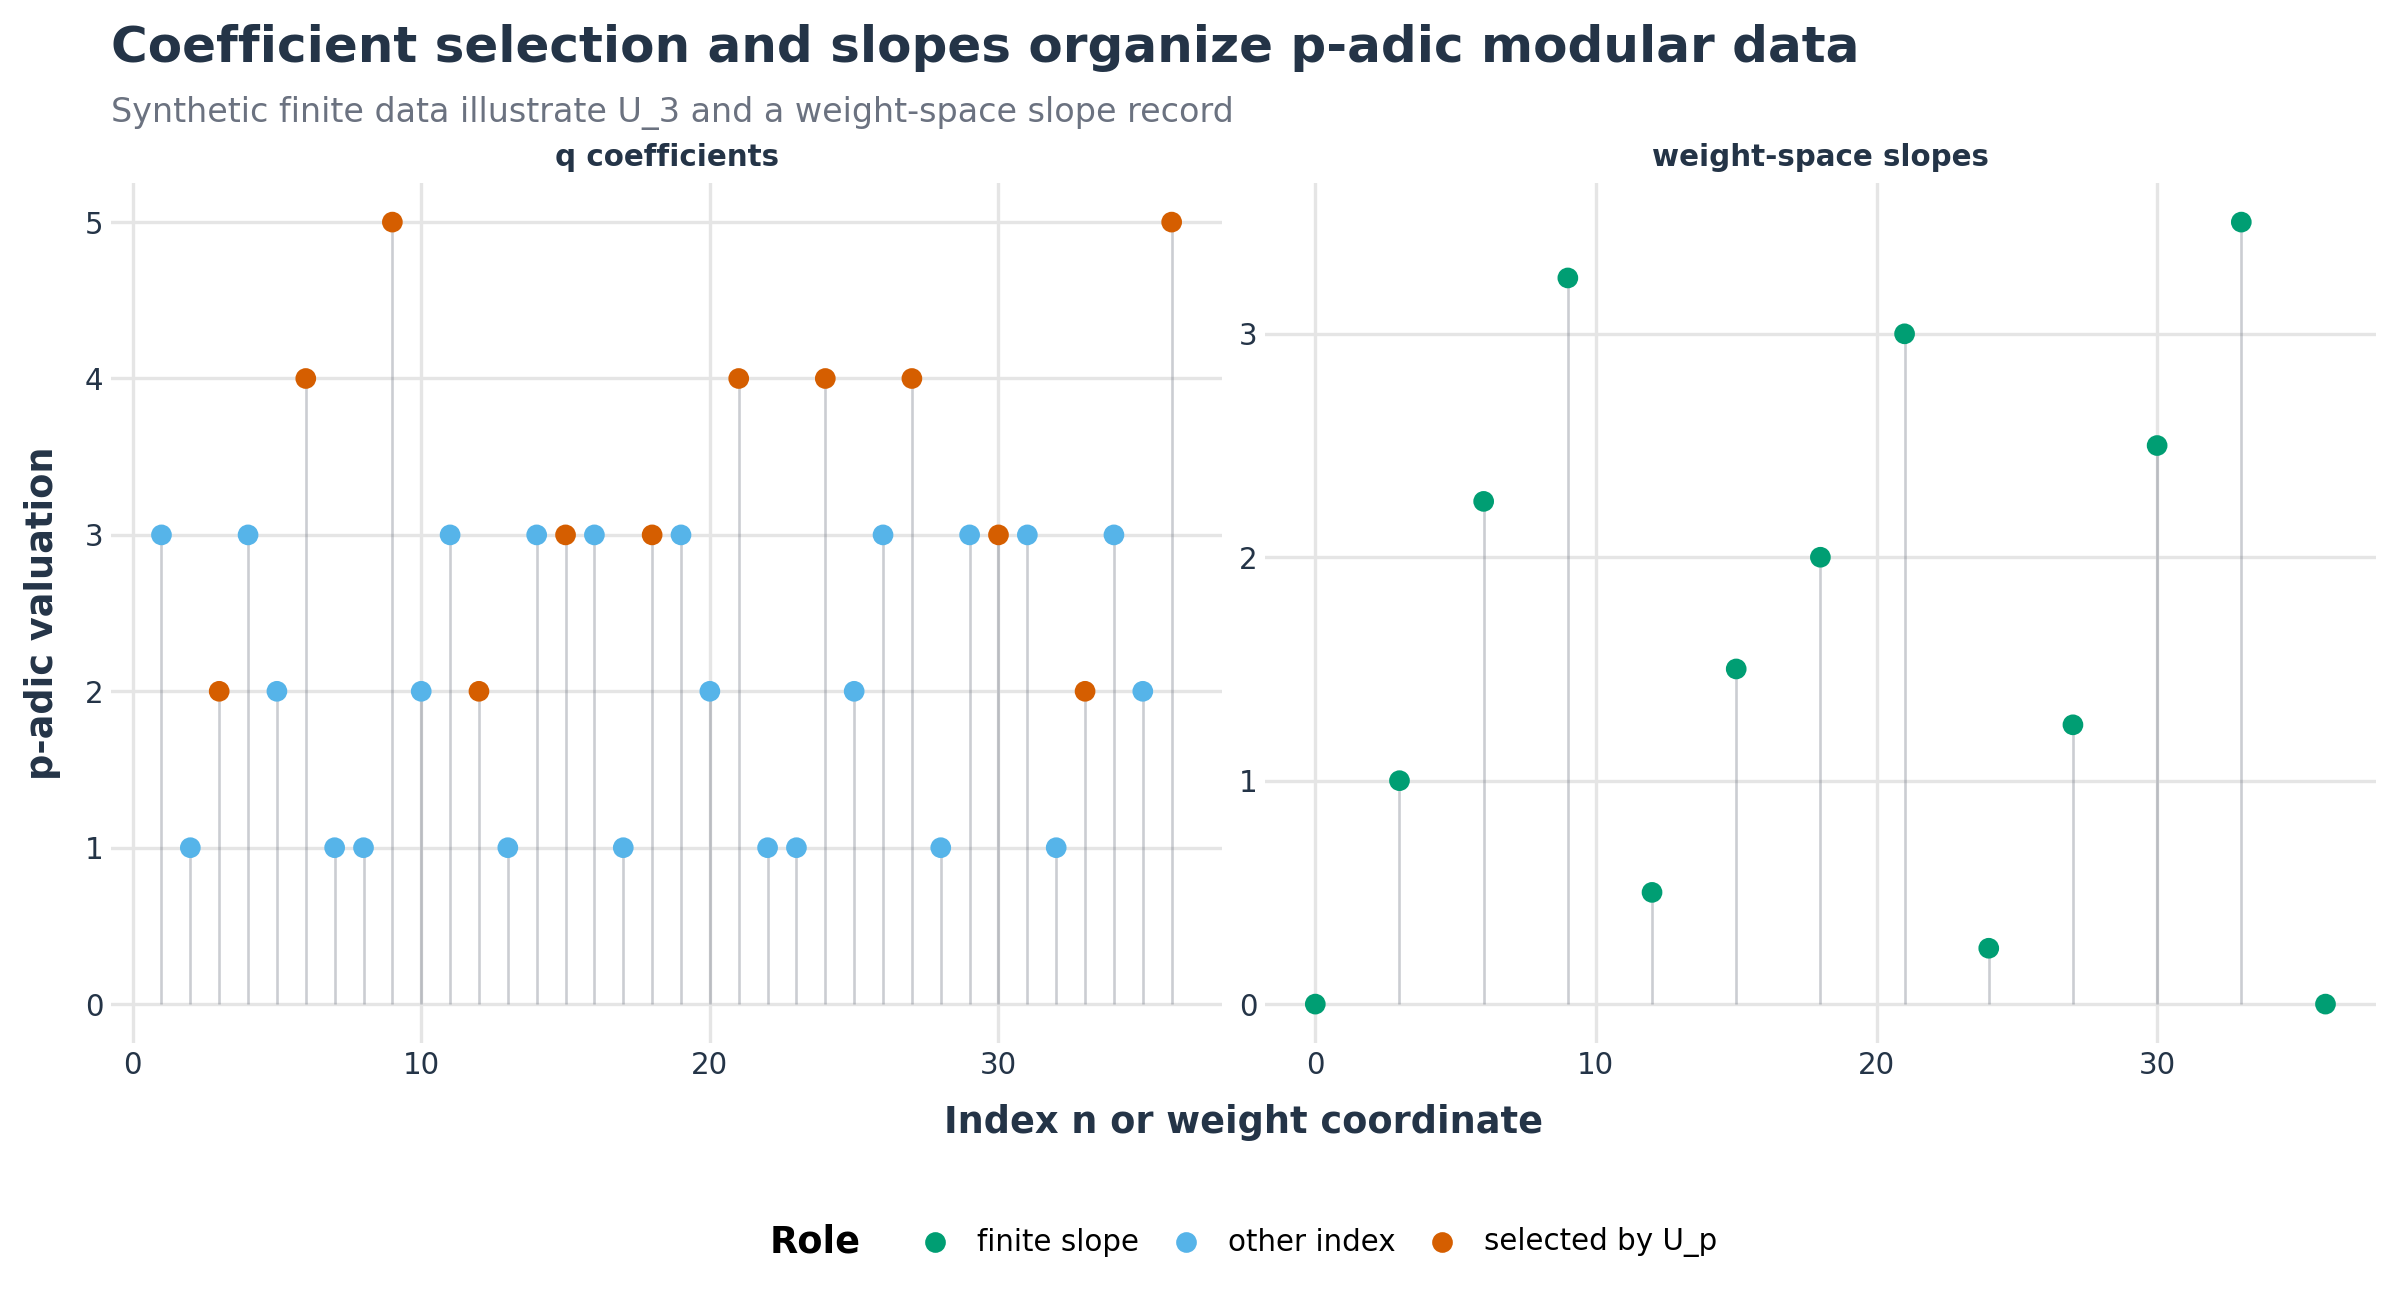 Coefficient selection and slopes organize p-adic modular data
Synthetic finite data illustrate U_3 and a weight-space slope record
q coefficients
weight-space slopes
p-adic valuation
5
4
3
2
1
0
3
2
1
0
0 10 20 30
0 10 20 30
Index n or weight coordinate
Role finite slope other index selected by U_p